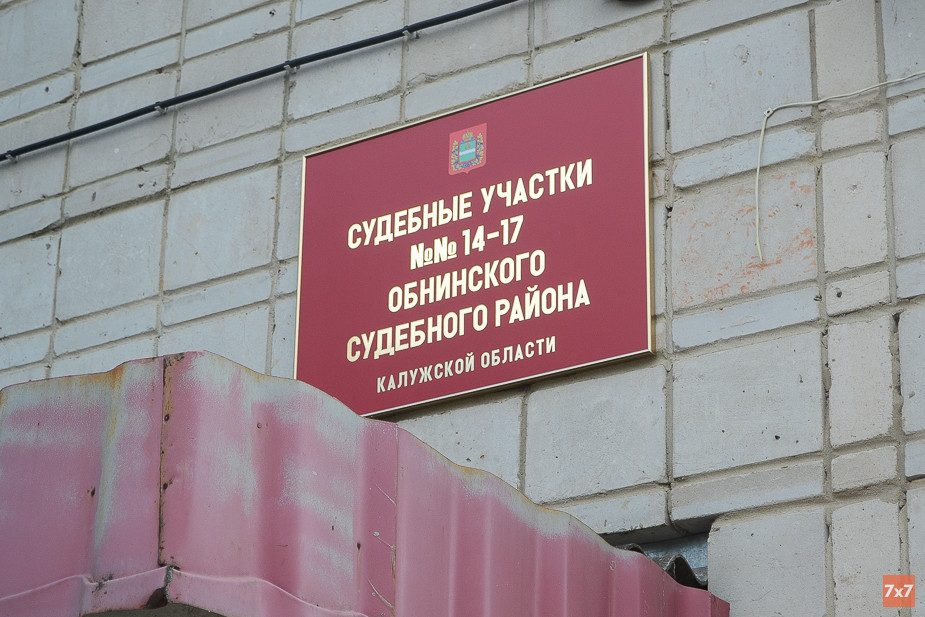 СУДЕБНЫЕ УЧАСТКИ
№№ 14-17
ОБНИНСКОГО
СУДЕБНОГО РАЙОНА
КАЛУЖСКОЙ ОБЛАСТИ
7x7